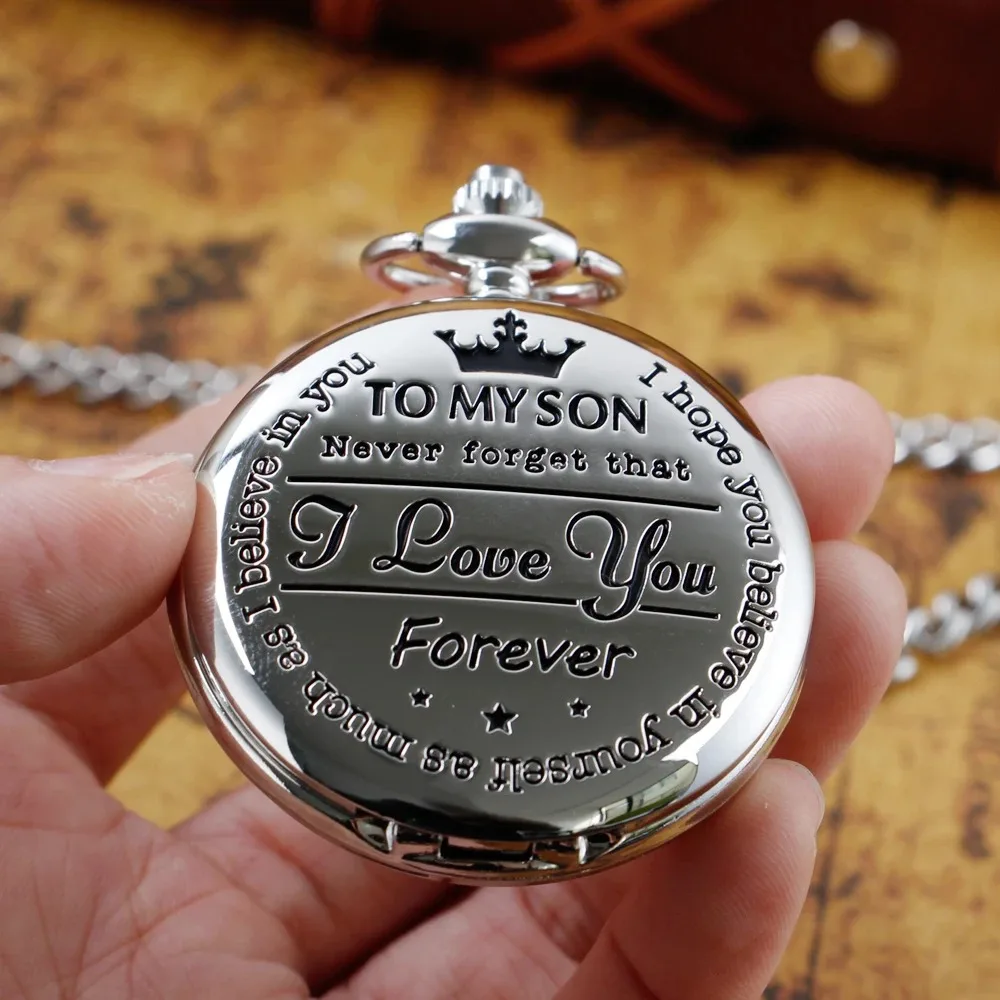 TO MY SON
Never forget that
I Love You
Forever
I hope you believe in yourself as much as I believe in you